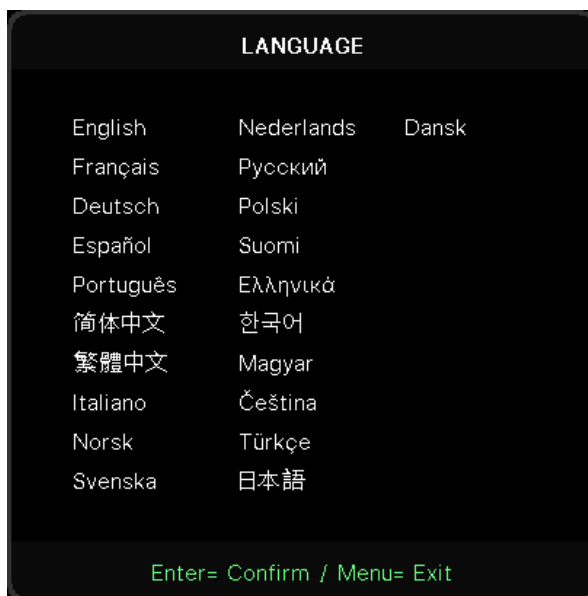 LANGUAGE
English Nederlands Dansk
Français Русский
Deutsch Polski
Español Suomi
Português Ελληνικά
简体中文 한국어
繁體中文 Magyar
Italiano Čeština
Norsk Türkçe
Svenska 日本語
Enter= Confirm / Menu= Exit